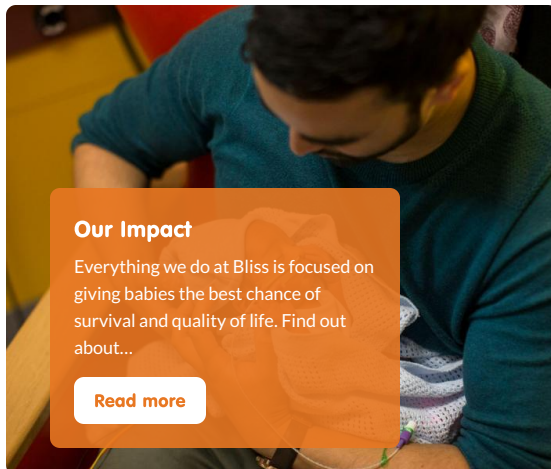 Our Impact
Everything we do at Bliss is focused on
giving babies the best chance of
survival and quality of life. Find out
about...
Read more